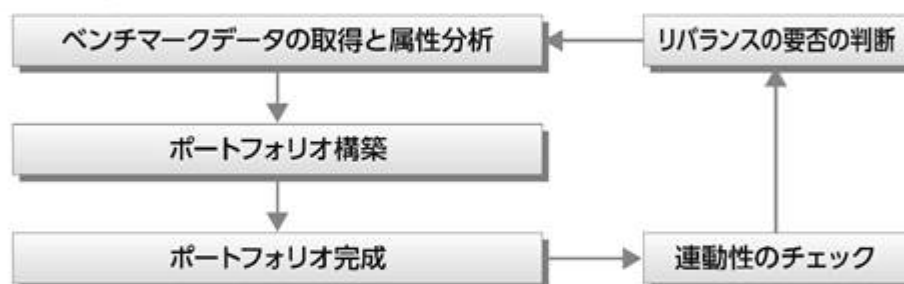 ベンチマークデータの取得と属性分析
リバランスの要否の判断
ポートフォリオ構築
ポートフォリオ完成
連動性のチェック